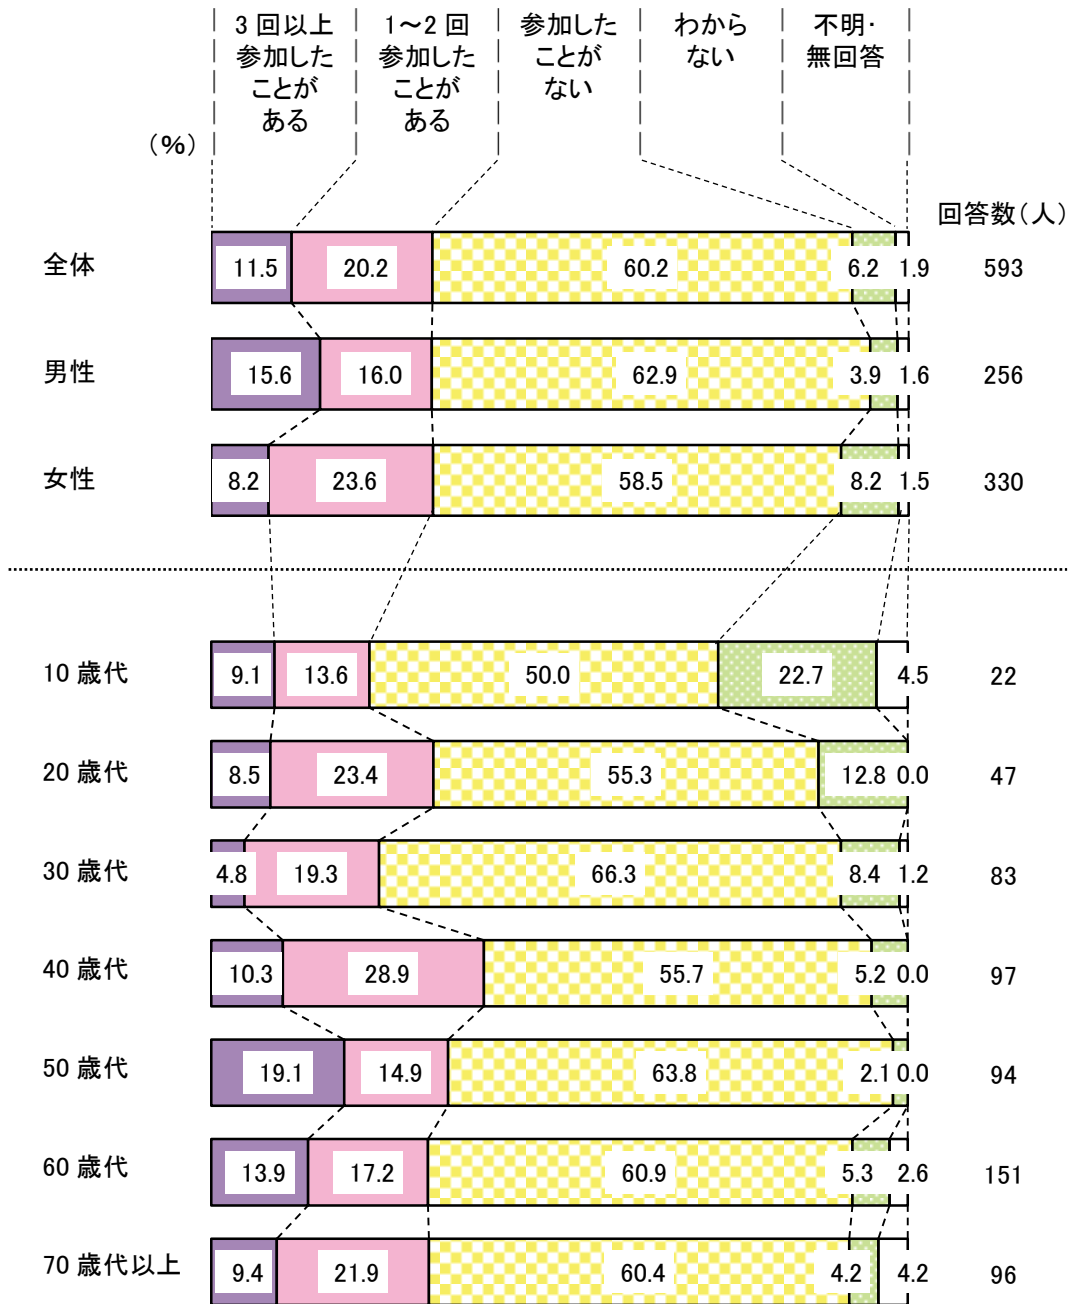 3 回以上
参加した
ことが
ある
1～2 回
参加した
ことが
ある
参加した
ことが
ない
わから
ない
不明・
無回答
（％）
回答数（人）
全体 11.5 20.2 60.2 6.2 1.9 593
男性 15.6 16.0 62.9 3.9 1.6 256
女性 8.2 23.6 58.5 8.2 1.5 330
10 歳代 9.1 13.6 50.0 22.7 4.5 22
20 歳代 8.5 23.4 55.3 12.8 0.0 47
30 歳代 4.8 19.3 66.3 8.4 1.2 83
40 歳代 10.3 28.9 55.7 5.2 0.0 97
50 歳代 19.1 14.9 63.8 2.1 0.0 94
60 歳代 13.9 17.2 60.9 5.3 2.6 151
70 歳代以上 9.4 21.9 60.4 4.2 4.2 96